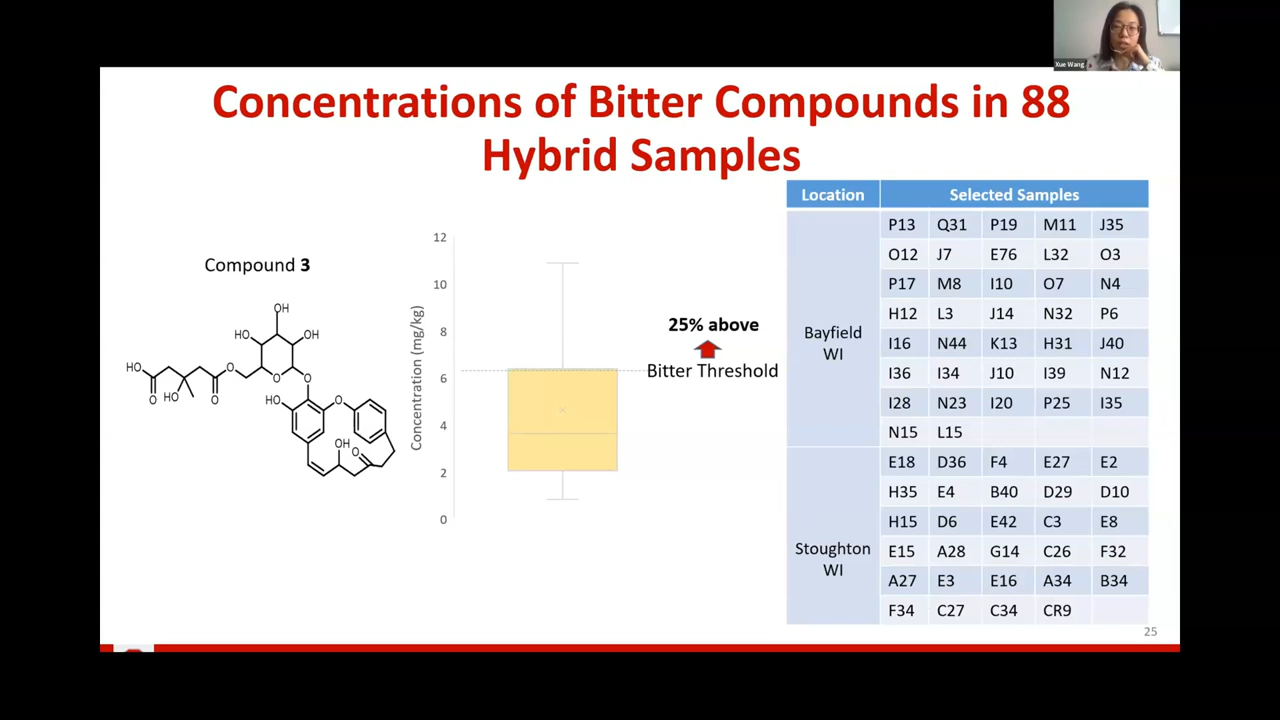 Xue Wang
Concentrations of Bitter Compounds in 88
Hybrid Samples
Compound 3
OH
HO
OH
HO
O
O
O
O
HO
O
HO
O
OH
O
Concentration (mg/kg)
12
10
8
6
4
2
0
25% above
Bitter Threshold
Location Selected Samples
Bayfield
WI
P13 Q31 P19 M11 J35
O12 J7 E76 L32 O3
P17 M8 I10 O7 N4
H12 L3 J14 N32 P6
I16 N44 K13 H31 J40
I36 I34 J10 I39 N12
I28 N23 I20 P25 I35
N15 L15
Stoughton
WI
E18 D36 F4 E27 E2
H35 E4 B40 D29 D10
H15 D6 E42 C3 E8
E15 A28 G14 C26 F32
A27 E3 E16 A34 B34
F34 C27 C34 CR9
25